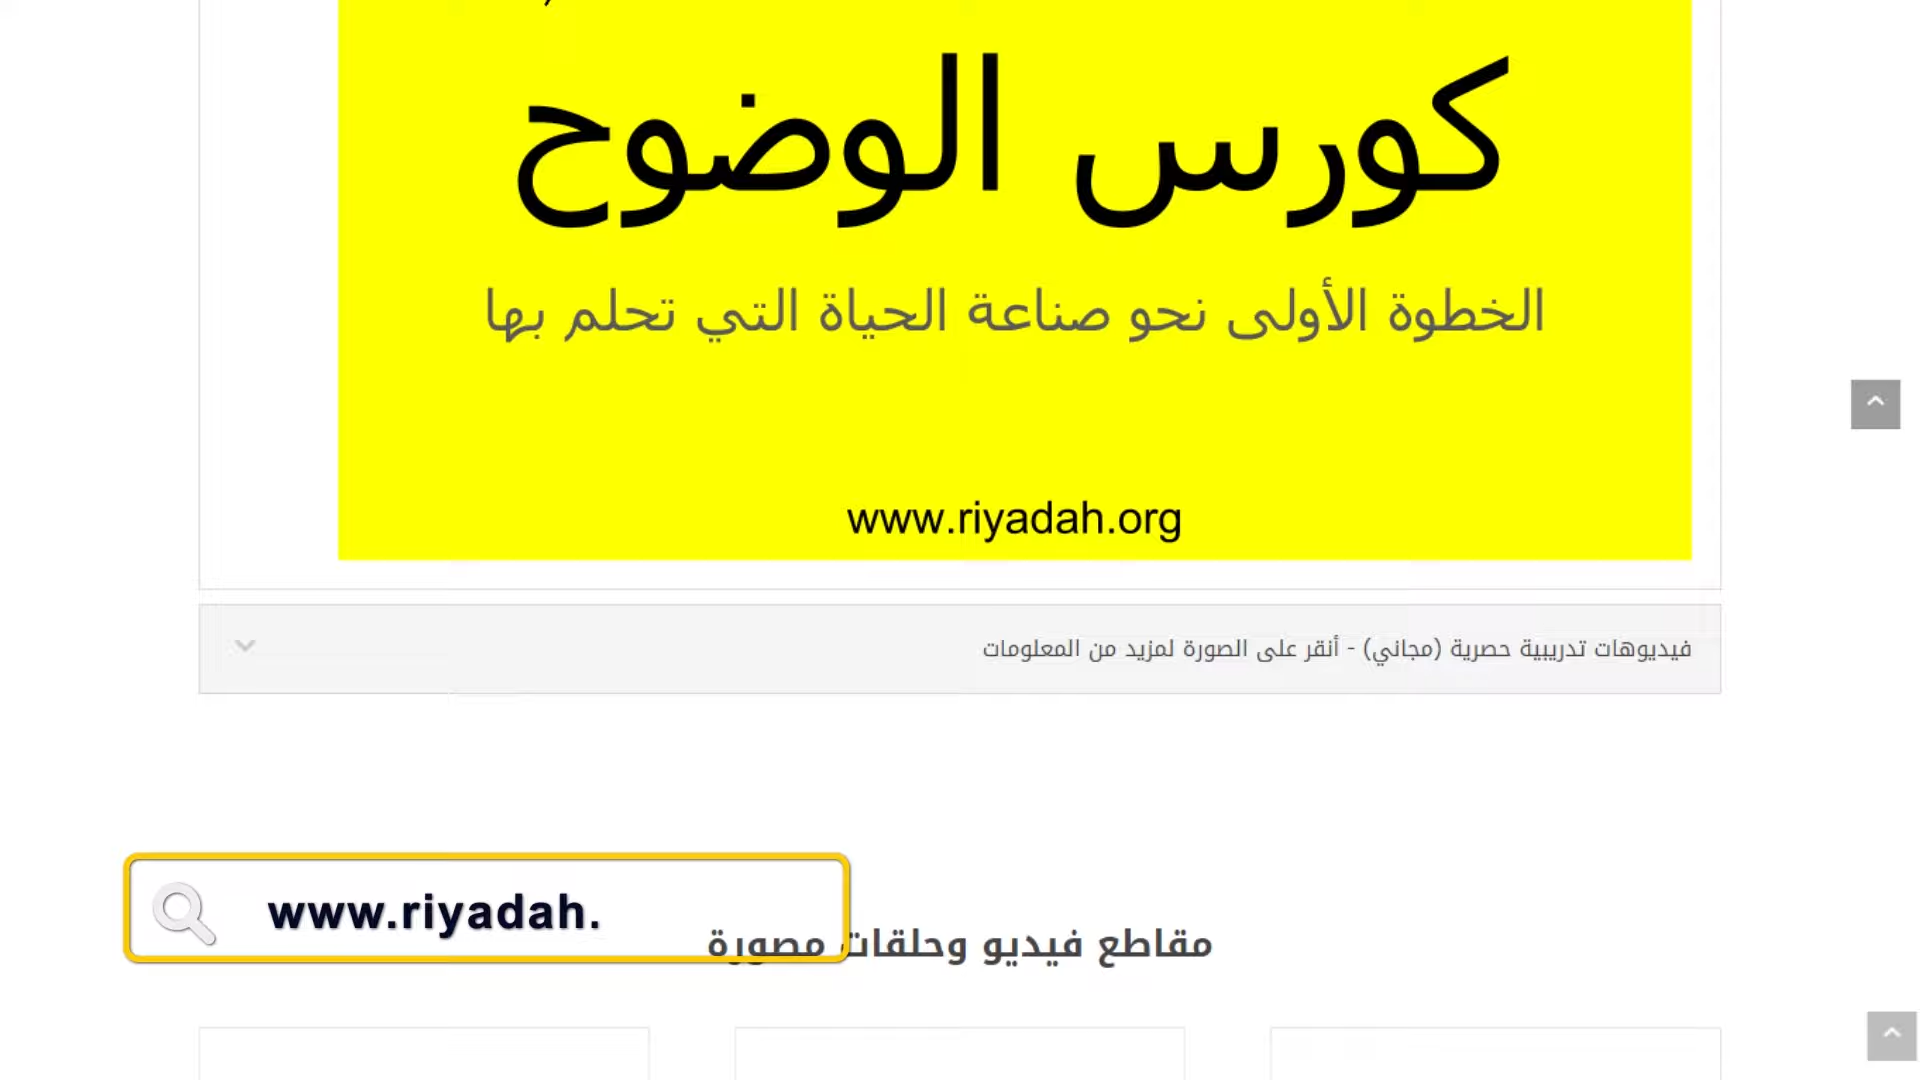 كورس الوضوح
الخطوة الأولى نحو صناعة الحياة التي تحلم بها
www.riyadah.org
فيديوهات تدريبية حصرية (مجاني) - أنقر على الصورة لمزيد من المعلومات
www.riyadah.
مقاطع فيديو وحلقات مصورة